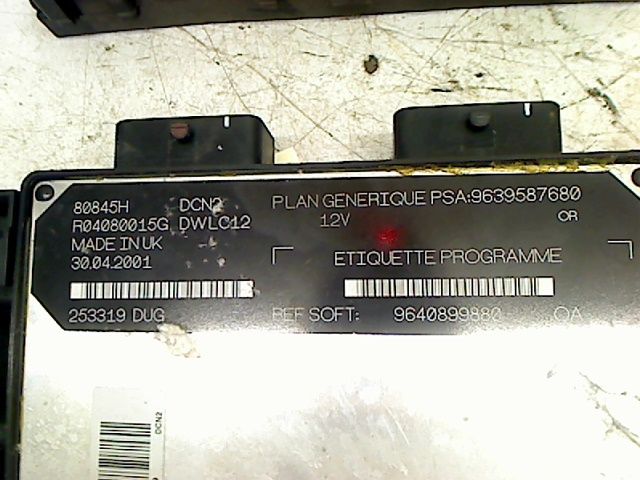 80845H DCN2 PLAN GENERIQUE PSA:9639587680
R04080015G DWLC12 12V OR
MADE IN UK
30.04.2001 ETIQUETTE PROGRAMME
253319 DUG REF SOFT: 9640899880 OA
DCN2